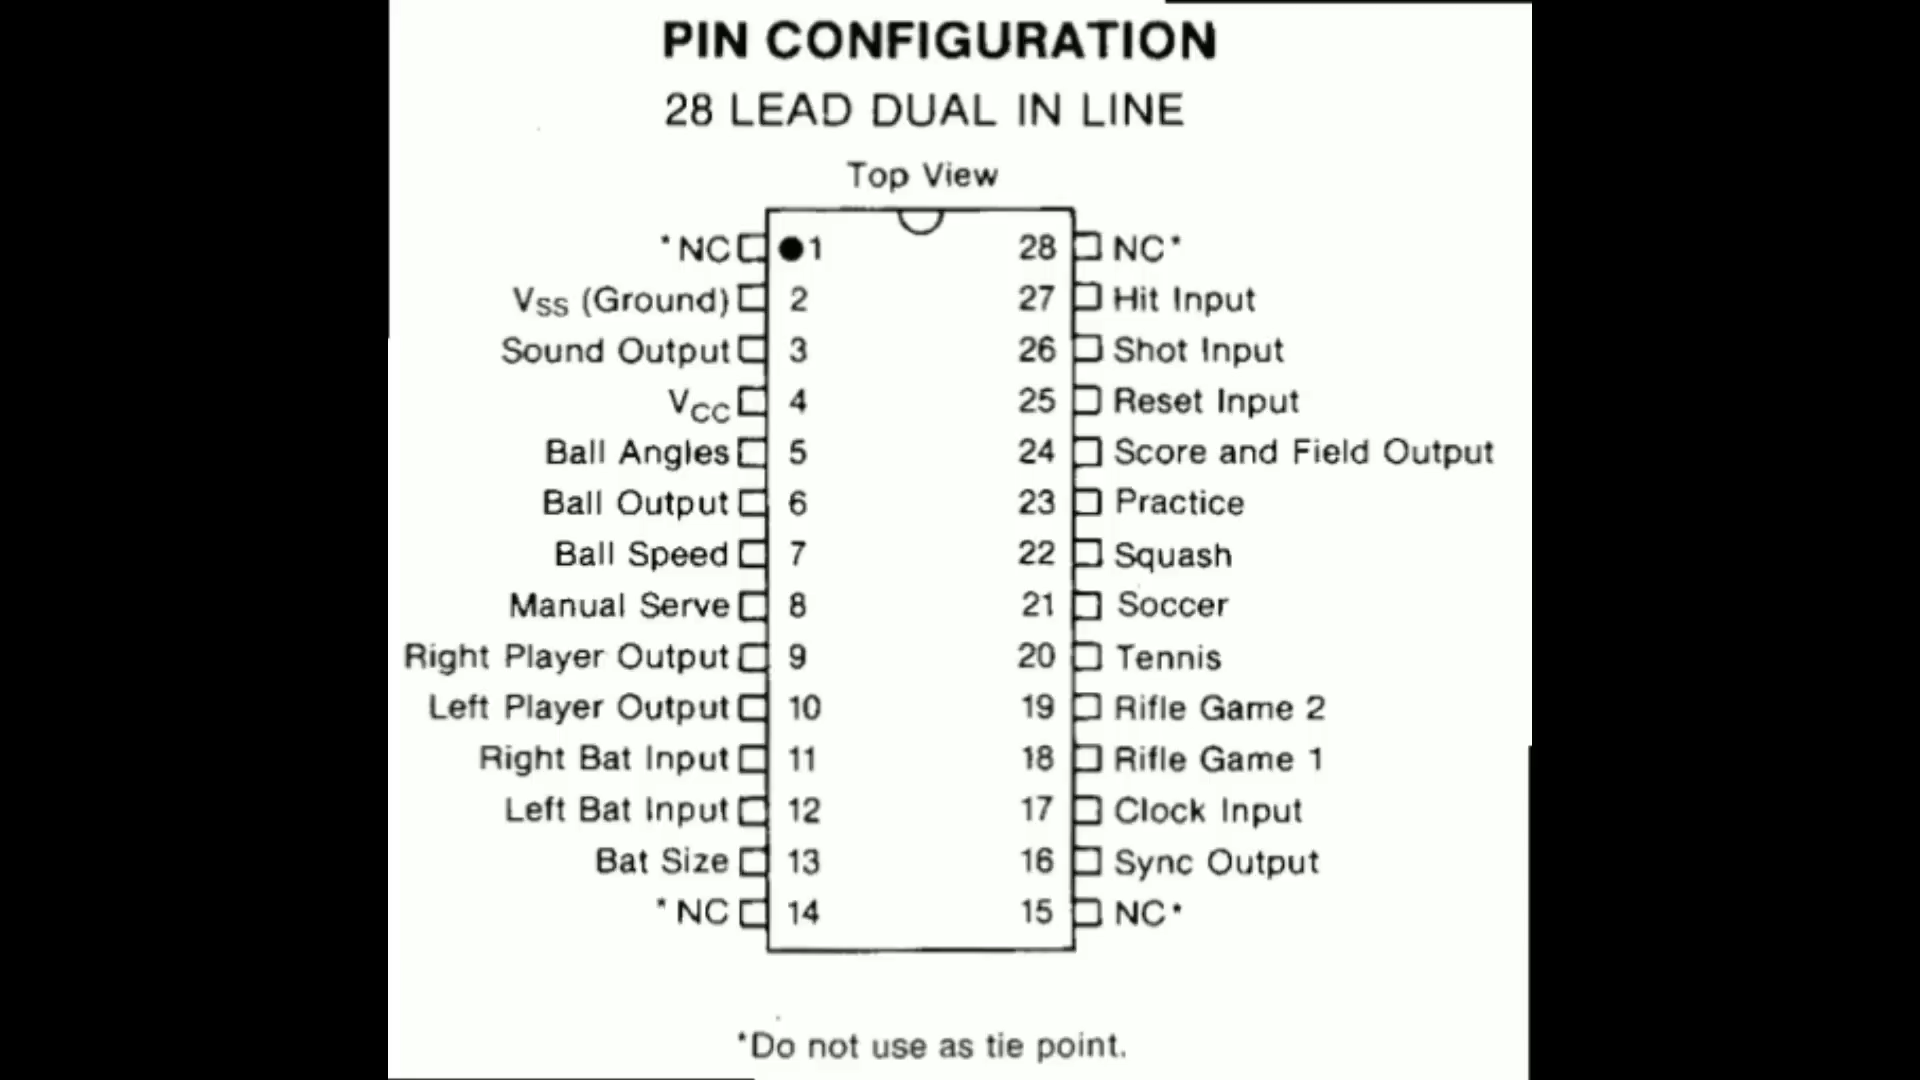 PIN CONFIGURATION
28 LEAD DUAL IN LINE
Top View
*NC 1 28 NC*
VSS (Ground) 2 27 Hit Input
Sound Output 3 26 Shot Input
VCC 4 25 Reset Input
Ball Angles 5 24 Score and Field Output
Ball Output 6 23 Practice
Ball Speed 7 22 Squash
Manual Serve 8 21 Soccer
Right Player Output 9 20 Tennis
Left Player Output 10 19 Rifle Game 2
Right Bat Input 11 18 Rifle Game 1
Left Bat Input 12 17 Clock Input
Bat Size 13 16 Sync Output
*NC 14 15 NC*
*Do not use as tie point.